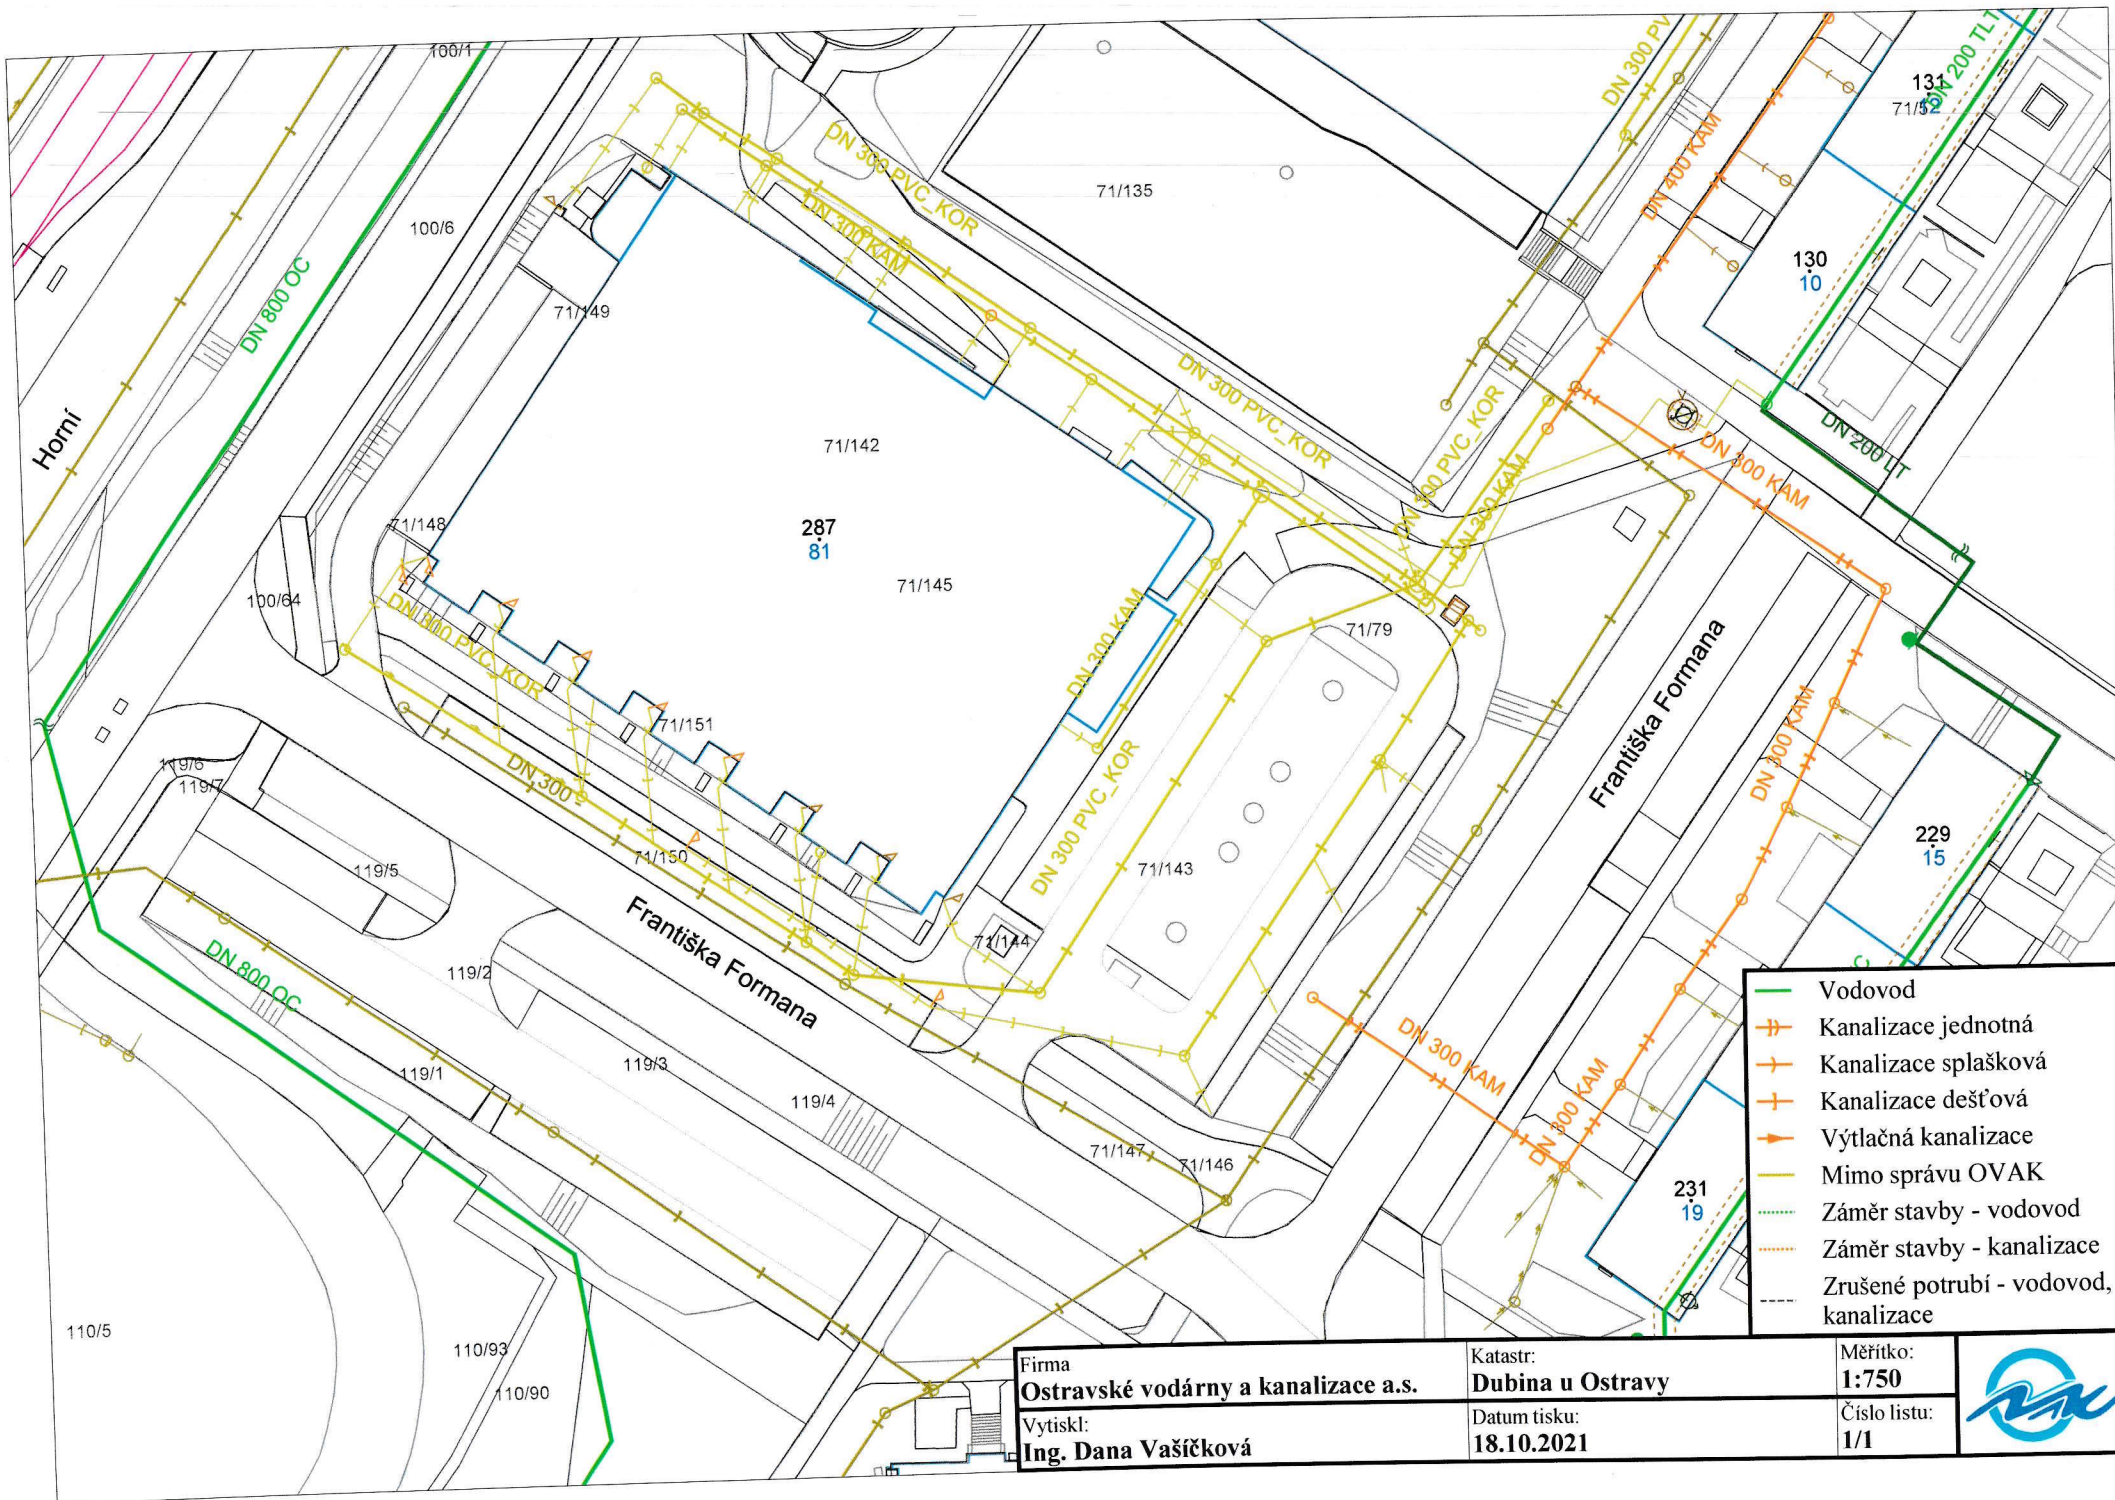 100/1
DN 300 PV
DN 200 TLT
131
12
71/52
DN 300 PVC_KOR
DN 400 KAM
71/135
DN 300 KAM
100/6
130
10
DN 800 OC
71/149
DN 300 PVC_KOR
Horní
71/142
DN 300 PVC_KOR
DN 200 LT
DN 300 KAM
DN 300 KAM
71/148
287
81
DN 300 PVC_KOR
71/145
100/64
DN 300 PVC_KOR
DN 300 KAM
71/79
Františka Formana
71/151
DN 300 KAM
119/6
119/7
DN 300 -
DN 300 PVC_KOR
229
15
71/150
119/5
71/143
Františka Formana
71/144
119/2
DN 800 OC
C
DN 300 KAM
119/1
119/3
119/4
DN 300 KAM
71/147
71/146
231
19
110/5
110/93
110/90
Vodovod
Kanalizace jednotná
Kanalizace splašková
Kanalizace dešťová
Výtlačná kanalizace
Mimo správu OVAK
Záměr stavby - vodovod
Záměr stavby - kanalizace
Zrušené potrubí - vodovod,
kanalizace
Firma
Ostravské vodárny a kanalizace a.s.
Katastr:
Dubina u Ostravy
Měřítko:
1:750
Vytiskl:
Ing. Dana Vašíčková
Datum tisku:
18.10.2021
Číslo listu:
1/1